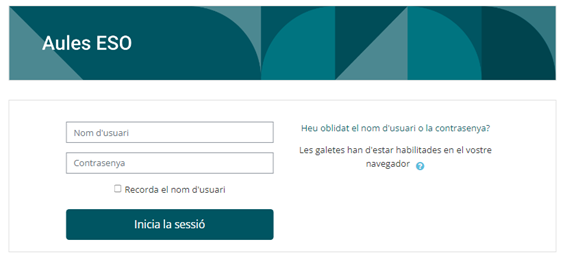 Aules ESO
Nom d'usuari
Contrasenya
Recorda el nom d'usuari
Inicia la sessió
Heu oblidat el nom d'usuari o la contrasenya?
Les galetes han d'estar habilitades en el vostre
navegador ?